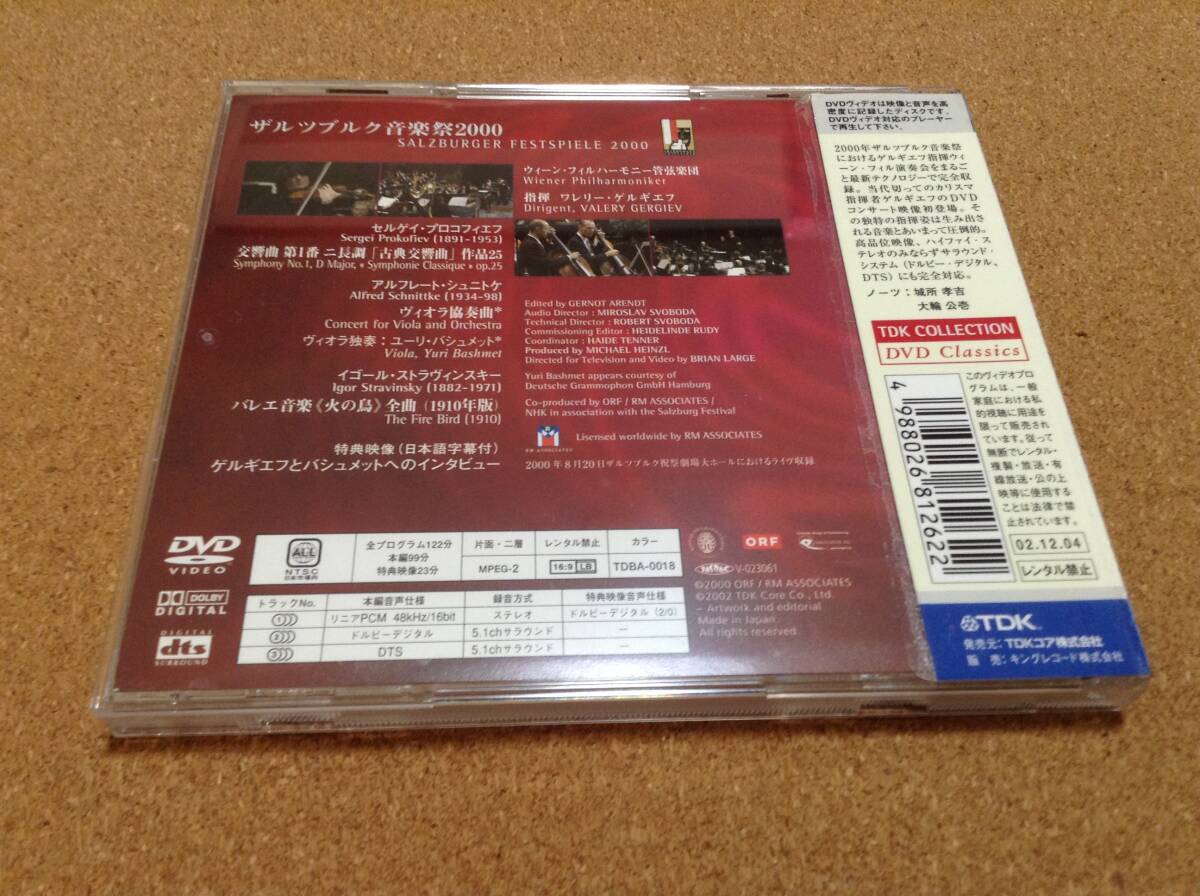 ザルツブルク音楽祭2000
SALZBURGER FESTSPIELE 2000
ウィーン・フィルハーモニー管弦楽団
Wiener Philharmoniker
指揮 ワレリー・ゲルギエフ
Dirigent, VALERY GERGIEV
セルゲイ・プロコフィエフ
Sergei Prokofiev (1891-1953)
交響曲 第1番 ニ長調「古典交響曲」作品25
Symphony No.1, D Major, « Symphonie Classique » op.25
アルフレート・シュニトケ
Alfred Schnittke (1934-98)
ヴィオラ協奏曲*
Concert for Viola and Orchestra
ヴィオラ独奏:ユーリ・バシュメット*
Viola, Yuri Bashmet
イゴール・ストラヴィンスキー
Igor Stravinsky (1882-1971)
バレエ音楽《火の鳥》全曲(1910年版)
The Fire Bird (1910)
特典映像(日本語字幕付)
ゲルギエフとバシュメットへのインタビュー
Edited by GERNOT ARENDT
Audio Director : MIROSLAV SVOBODA
Technical Director : ROBERT SVOBODA
Commissioning Editor : HEIDELINDE RUDY
Coordinator : HAIDE TENNER
Produced by MICHAEL HEINZL
Directed for Television and Video by BRIAN LARGE
Yuri Bashmet appears courtesy of
Deutsche Grammophon GmbH Hamburg
Co-produced by ORF / RM ASSOCIATES /
NHK in association with the Salzburg Festival
RM ASSOCIATES
Licensed worldwide by RM ASSOCIATES
2000年8月20日ザルツブルク祝祭劇場大ホールにおけるライヴ収録
DVD
VIDEO
ALL
NTSC
日本市場向
全プログラム122分
本編99分
特典映像23分
片面・二層
レンタル禁止
カラー
MPEG-2
16:9 LB
TDBA-0018
DOLBY
DIGITAL
DIGITAL
dts
SURROUND
トラックNo.
本編音声仕様
録音方式
特典映像音声仕様
1 リニアPCM 48kHz/16bit
ステレオ
ドルビーデジタル (2/0)
2 ドルビーデジタル
5.1chサラウンド
—
3 DTS
5.1chサラウンド
—
ORF
V-023061
©2000 ORF / RM ASSOCIATES
©2002 TDK Core Co., Ltd.
- Artwork and editorial
Made in Japan.
All rights reserved.
DVDヴィデオは映像と音声を高
密度に記録したディスクです。
DVDヴィデオ対応のプレーヤー
で再生して下さい。
2000年ザルツブルク音楽祭
におけるゲルギエフ指揮ウィ
ーン・フィル演奏会をまるご
と最新テクノロジーで完全収
録。当代切ってのカリスマ
指揮者ゲルギエフのDVD
コンサート映像初登場。そ
の独特の指揮姿は生み出さ
れる音楽とあいまって圧倒的。
高品位映像、ハイファイ・ス
テレオのみならずサラウンド・
システム(ドルビー・デジタル、
DTS)にも完全対応。
ノーツ:城所 孝吉
大輪 公壱
TDK COLLECTION
DVD Classics
4 988026 812622
このヴィデオプロ
グラムは、一般
家庭における私
的視聴に用途を
限って販売され
ています。従って
無断でレンタル・
複製・放送・有
線放送・公の上
映等に使用する
ことは法律で禁
止されています。
02.12.04
レンタル禁止
TDK
発売元:TDKコア株式会社
販 売:キングレコード株式会社